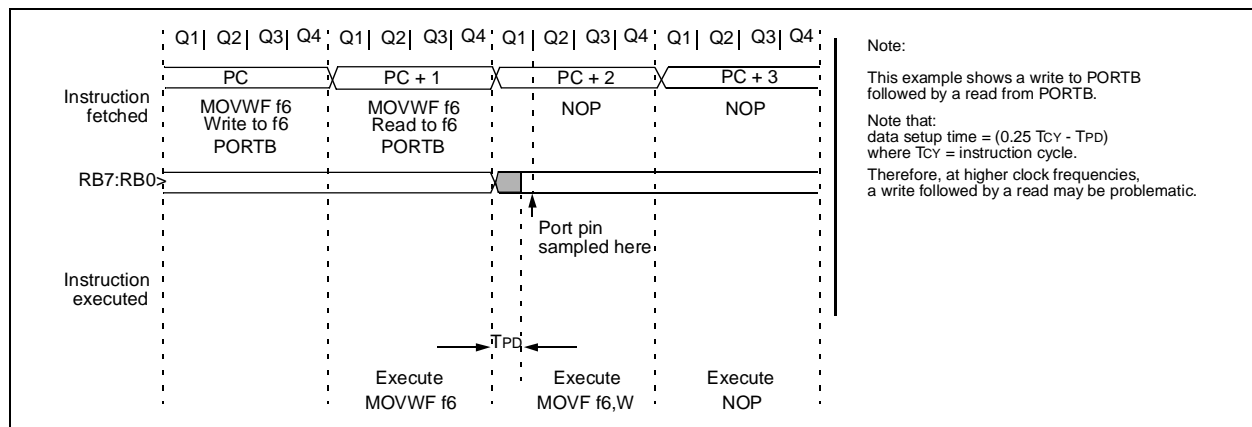 Q1| Q2| Q3| Q4 Q1| Q2| Q3| Q4 Q1| Q2| Q3| Q4 Q1| Q2| Q3| Q4
PC PC + 1 PC + 2 PC + 3
Instruction
fetched
MOVWF f6
Write to f6
PORTB
MOVWF f6
Read to f6
PORTB
NOP
NOP
RB7:RB0>
Port pin
sampled here
Instruction
executed
TPD
Execute
MOVWF f6
Execute
MOVF f6,W
Execute
NOP
Note:
This example shows a write to PORTB
followed by a read from PORTB.
Note that:
data setup time = (0.25 TCY - TPD)
where TCY = instruction cycle.
Therefore, at higher clock frequencies,
a write followed by a read may be problematic.